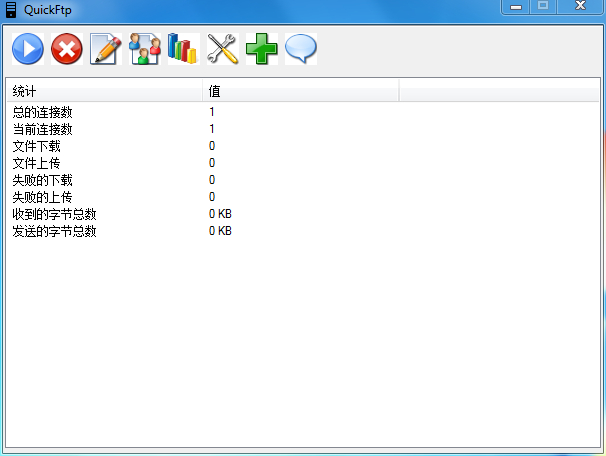 QuickFtp
统计 值
总的连接数 1
当前连接数 1
文件下载 0
文件上传 0
失败的下载 0
失败的上传 0
收到的字节总数 0 KB
发送的字节总数 0 KB